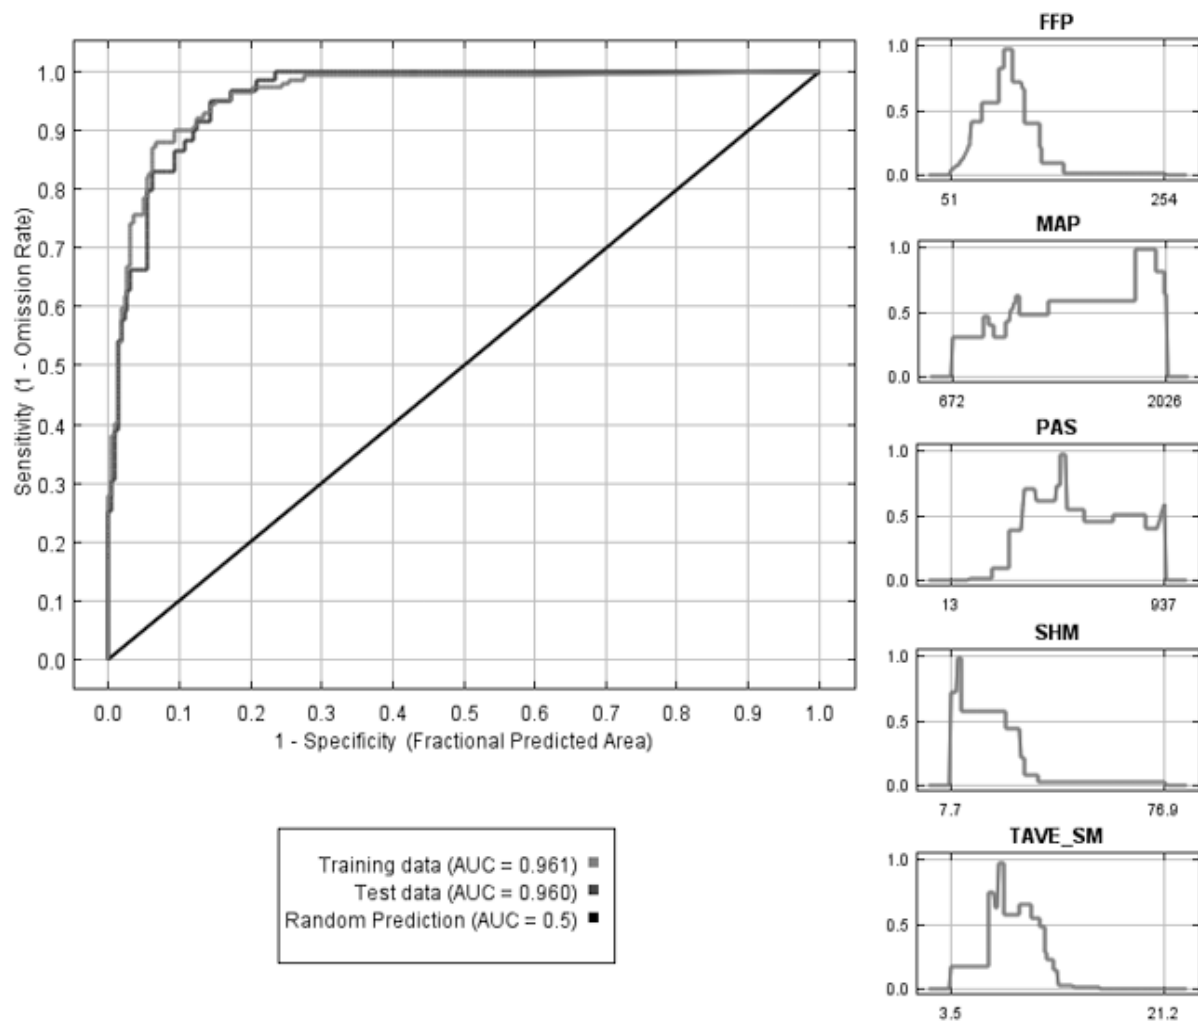 1.0
0.9
0.8
0.7
0.6
0.5
0.4
0.3
0.2
0.1
0.0
Sensitivity (1 - Omission Rate)
0.0 0.1 0.2 0.3 0.4 0.5 0.6 0.7 0.8 0.9 1.0
1 - Specificity (Fractional Predicted Area)
Training data (AUC = 0.961)
Test data (AUC = 0.960)
Random Prediction (AUC = 0.5)
FFP
1.0
0.5
0.0
51 254
MAP
1.0
0.5
0.0
672 2026
PAS
1.0
0.5
0.0
13 937
SHM
1.0
0.5
0.0
7.7 76.9
TAVE_SM
1.0
0.5
0.0
3.5 21.2